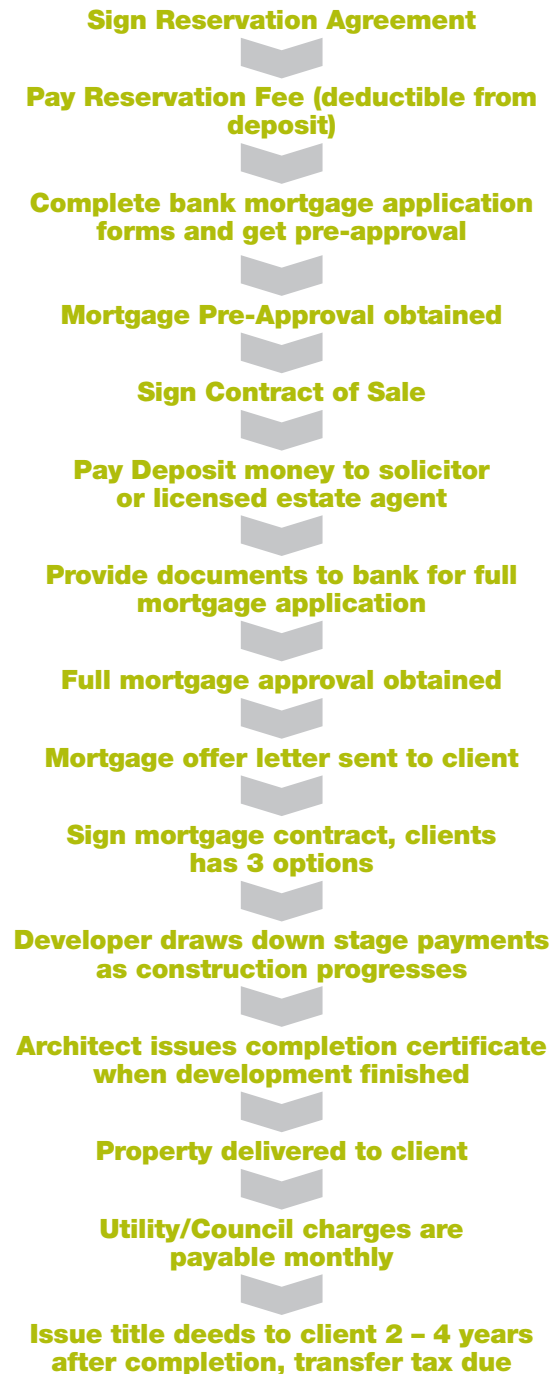 Sign Reservation Agreement
Pay Reservation Fee (deductible from
deposit)
Complete bank mortgage application
forms and get pre-approval
Mortgage Pre-Approval obtained
Sign Contract of Sale
Pay Deposit money to solicitor
or licensed estate agent
Provide documents to bank for full
mortgage application
Full mortgage approval obtained
Mortgage offer letter sent to client
Sign mortgage contract, clients
has 3 options
Developer draws down stage payments
as construction progresses
Architect issues completion certificate
when development finished
Property delivered to client
Utility/Council charges are
payable monthly
Issue title deeds to client 2 – 4 years
after completion, transfer tax due